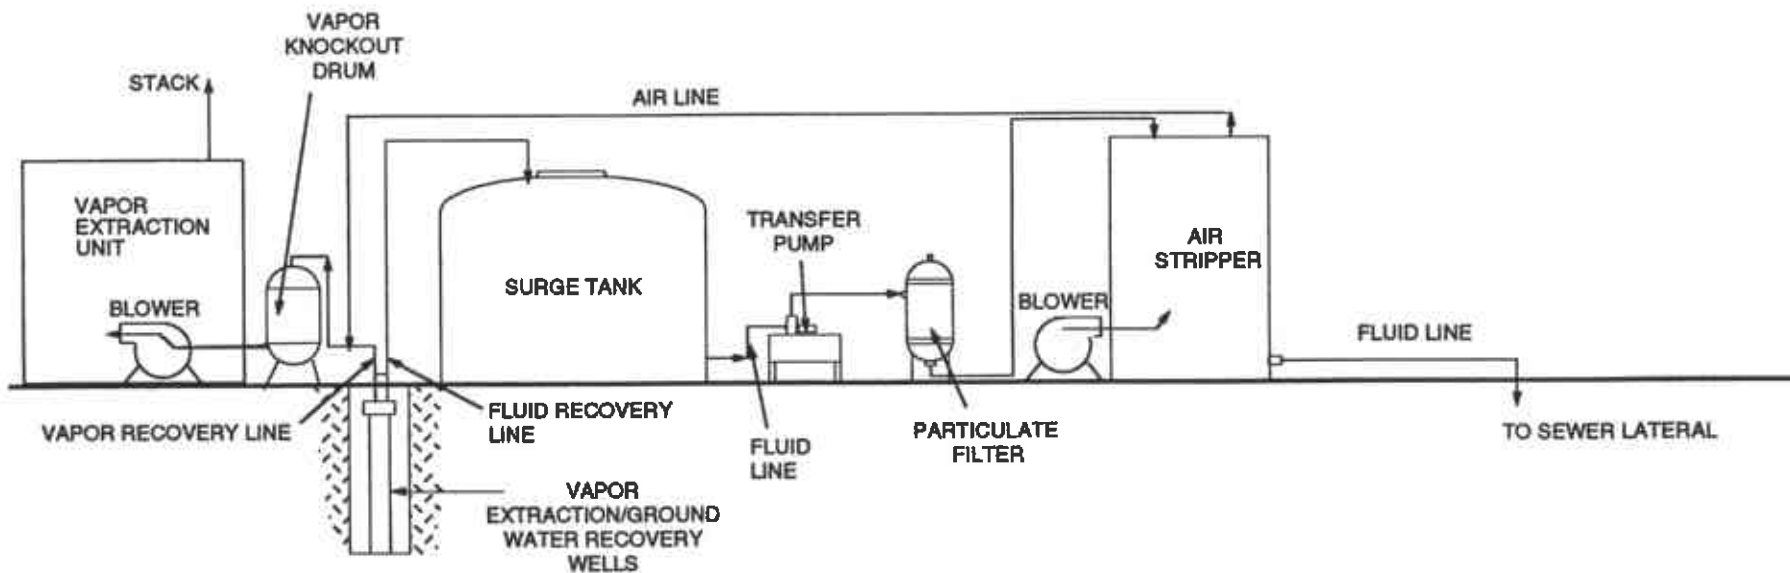 VAPOR
KNOCKOUT
DRUM
STACK
AIR LINE
VAPOR
EXTRACTION
UNIT
BLOWER
SURGE TANK
TRANSFER
PUMP
BLOWER
AIR
STRIPPER
FLUID LINE
VAPOR RECOVERY LINE
FLUID RECOVERY
LINE
FLUID
LINE
PARTICULATE
FILTER
TO SEWER LATERAL
VAPOR
EXTRACTION/GROUND
WATER RECOVERY
WELLS